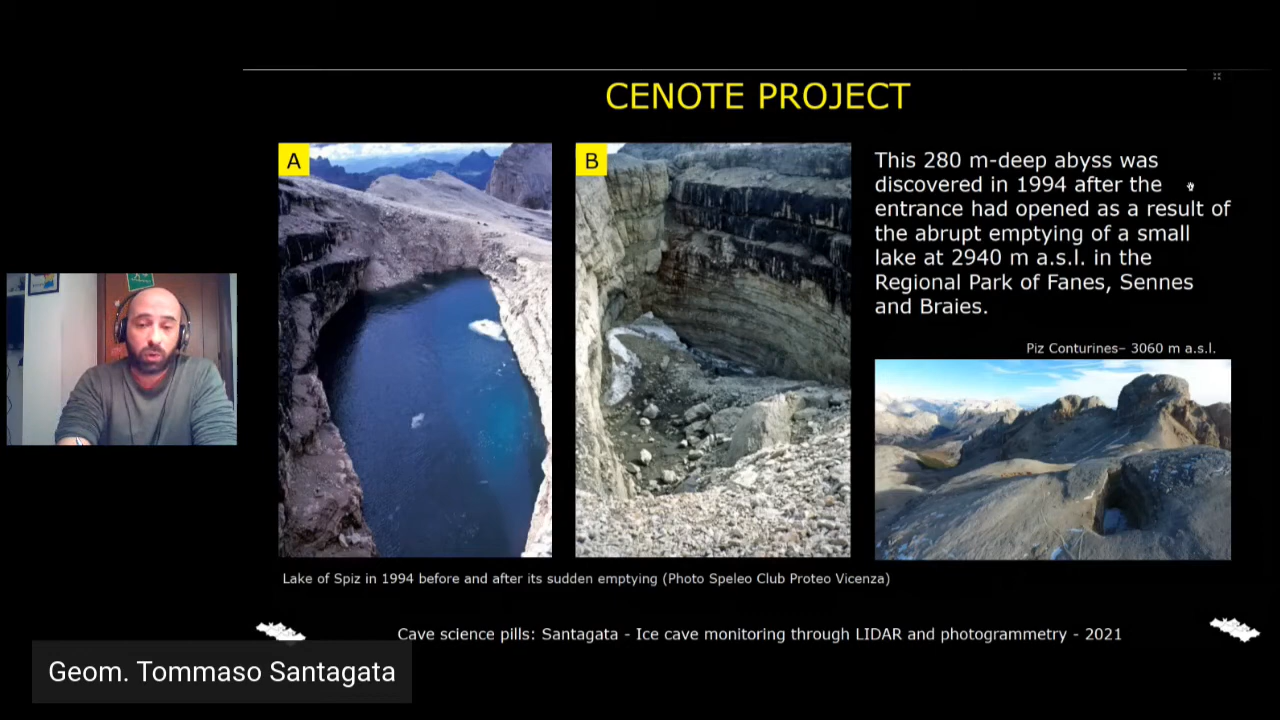 CENOTE PROJECT
A
B
This 280 m-deep abyss was
discovered in 1994 after the
entrance had opened as a result of
the abrupt emptying of a small
lake at 2940 m a.s.l. in the
Regional Park of Fanes, Sennes
and Braies.
Piz Conturines– 3060 m a.s.l.
Lake of Spiz in 1994 before and after its sudden emptying (Photo Speleo Club Proteo Vicenza)
Cave science pills: Santagata - Ice cave monitoring through LIDAR and photogrammetry - 2021
Geom. Tommaso Santagata